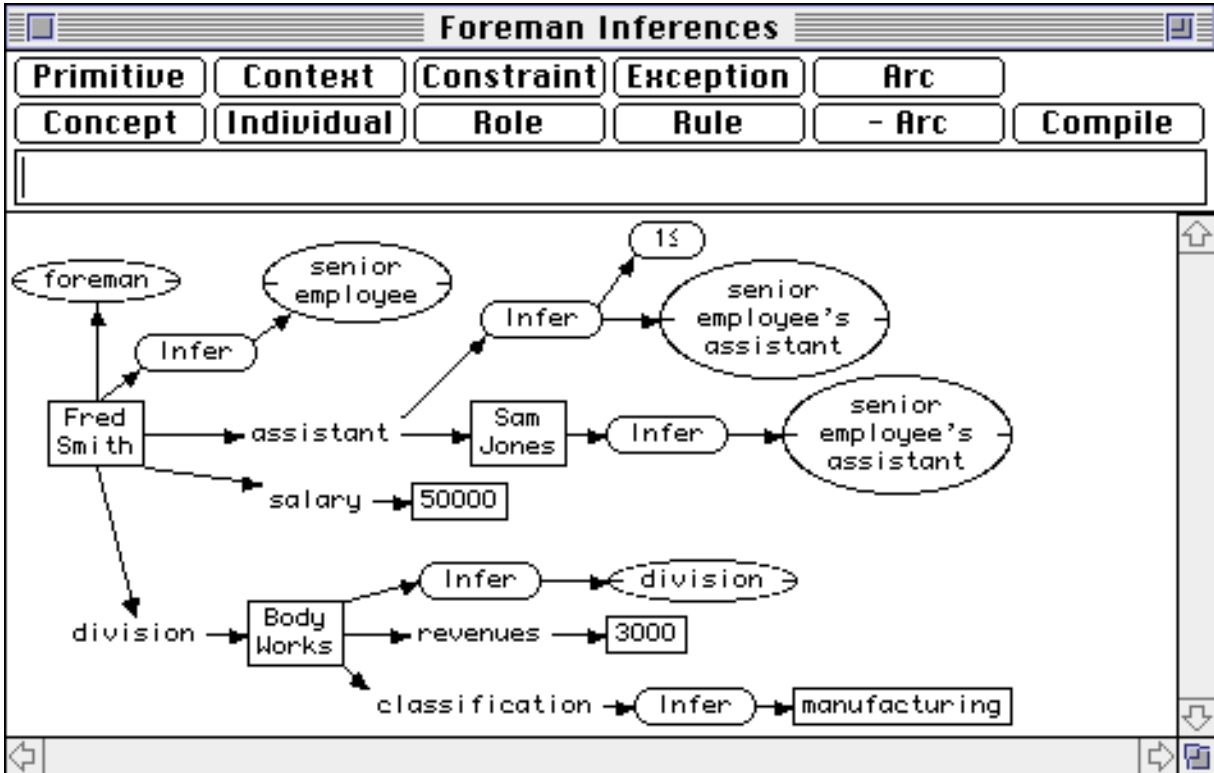 Foreman Inferences
Primitive Context Constraint Exception Arc
Concept Individual Role Rule - Arc Compile
1≤
foreman
senior
employee
Infer
senior
employee's
assistant
Infer
Fred
Smith
assistant
Sam
Jones
Infer
senior
employee's
assistant
salary
50000
Infer
division
division
Body
Works
revenues
3000
classification
Infer
manufacturing